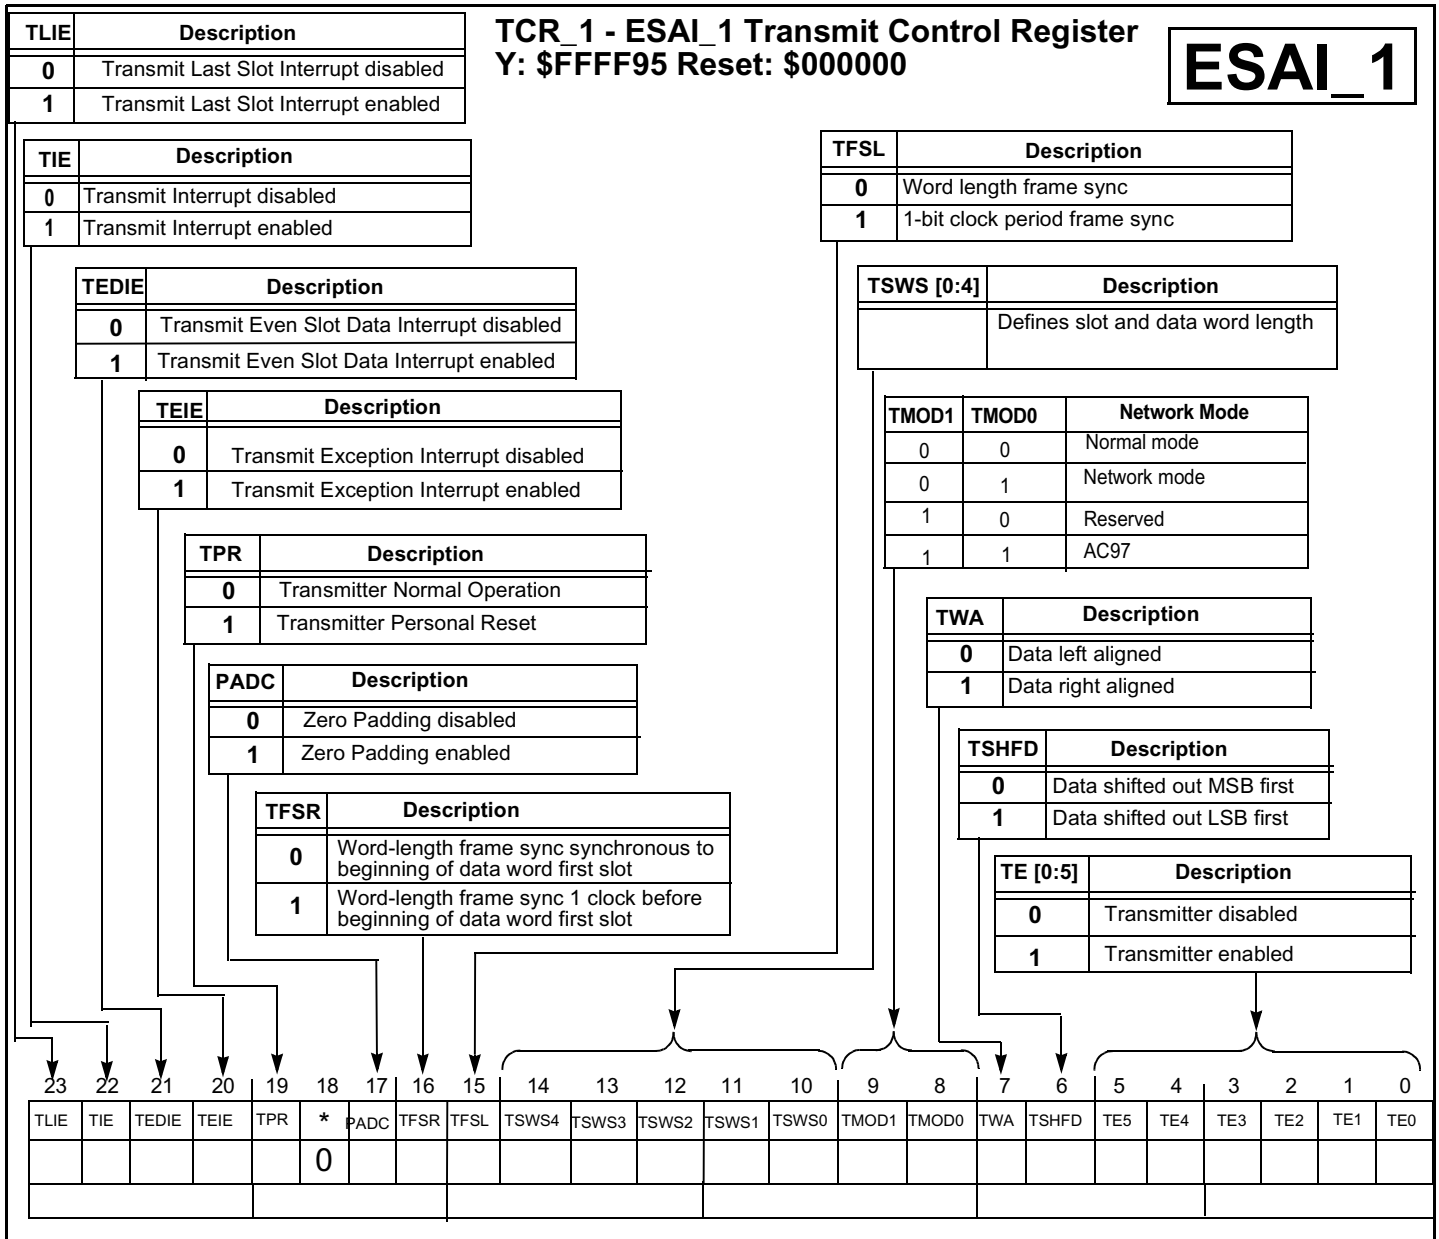 TCR_1 - ESAI_1 Transmit Control Register
Y: $FFFF95 Reset: $000000
ESAI_1
TLIE Description
0 Transmit Last Slot Interrupt disabled
1 Transmit Last Slot Interrupt enabled
TIE Description
0 Transmit Interrupt disabled
1 Transmit Interrupt enabled
TEDIE Description
0 Transmit Even Slot Data Interrupt disabled
1 Transmit Even Slot Data Interrupt enabled
TEIE Description
0 Transmit Exception Interrupt disabled
1 Transmit Exception Interrupt enabled
TPR Description
0 Transmitter Normal Operation
1 Transmitter Personal Reset
PADC Description
0 Zero Padding disabled
1 Zero Padding enabled
TFSR Description
0 Word-length frame sync synchronous to
beginning of data word first slot
1 Word-length frame sync 1 clock before
beginning of data word first slot
TFSL Description
0 Word length frame sync
1 1-bit clock period frame sync
TSWS [0:4] Description
Defines slot and data word length
TMOD1 TMOD0 Network Mode
0 0 Normal mode
0 1 Network mode
1 0 Reserved
1 1 AC97
TWA Description
0 Data left aligned
1 Data right aligned
TSHFD Description
0 Data shifted out MSB first
1 Data shifted out LSB first
TE [0:5] Description
0 Transmitter disabled
1 Transmitter enabled
23 22 21 20 19 18 17 16 15 14 13 12 11 10 9 8 7 6 5 4 3 2 1 0
TLIE TIE TEDIE TEIE TPR * PADC TFSR TFSL TSWS4 TSWS3 TSWS2 TSWS1 TSWS0 TMOD1 TMOD0 TWA TSHFD TE5 TE4 TE3 TE2 TE1 TE0
0